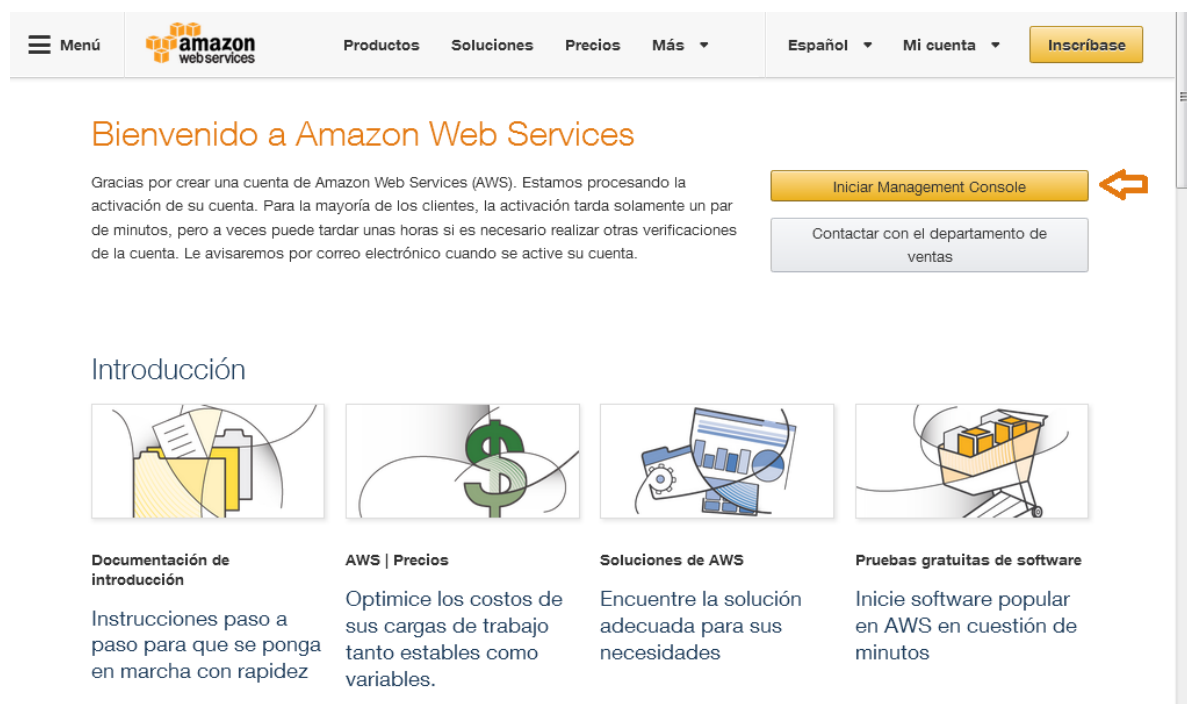 Menú
amazon
webservices
Productos Soluciones Precios Más
Español Mi cuenta Inscríbase
Bienvenido a Amazon Web Services
Gracias por crear una cuenta de Amazon Web Services (AWS). Estamos procesando la
activación de su cuenta. Para la mayoría de los clientes, la activación tarda solamente un par
de minutos, pero a veces puede tardar unas horas si es necesario realizar otras verificaciones
de la cuenta. Le avisaremos por correo electrónico cuando se active su cuenta.
Iniciar Management Console
Contactar con el departamento de
ventas
Introducción
Documentación de
introducción
Instrucciones paso a
paso para que se ponga
en marcha con rapidez
AWS | Precios
Optimice los costos de
sus cargas de trabajo
tanto estables como
variables.
Soluciones de AWS
Encuentre la solución
adecuada para sus
necesidades
Pruebas gratuitas de software
Inicie software popular
en AWS en cuestión de
minutos